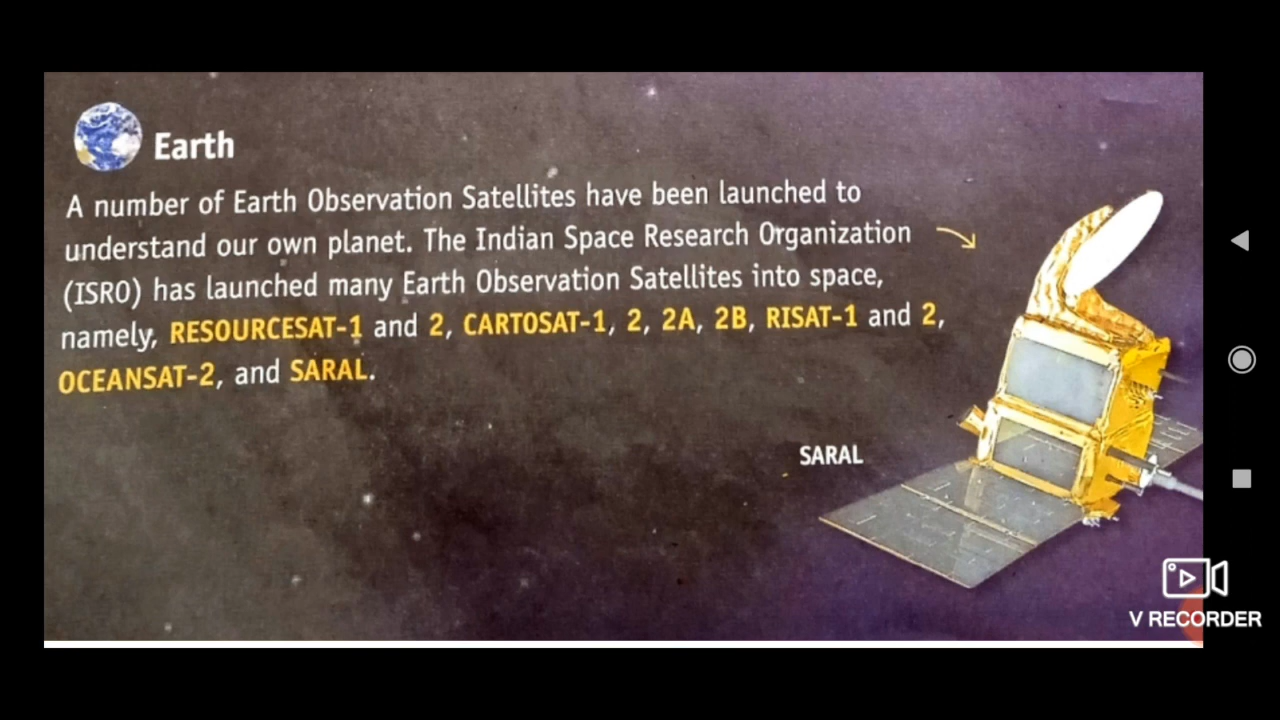 Earth
A number of Earth Observation Satellites have been launched to
understand our own planet. The Indian Space Research Organization
(ISRO) has launched many Earth Observation Satellites into space,
namely, RESOURCESAT-1 and 2, CARTOSAT-1, 2, 2A, 2B, RISAT-1 and 2,
OCEANSAT-2, and SARAL.
SARAL
V RECORDER